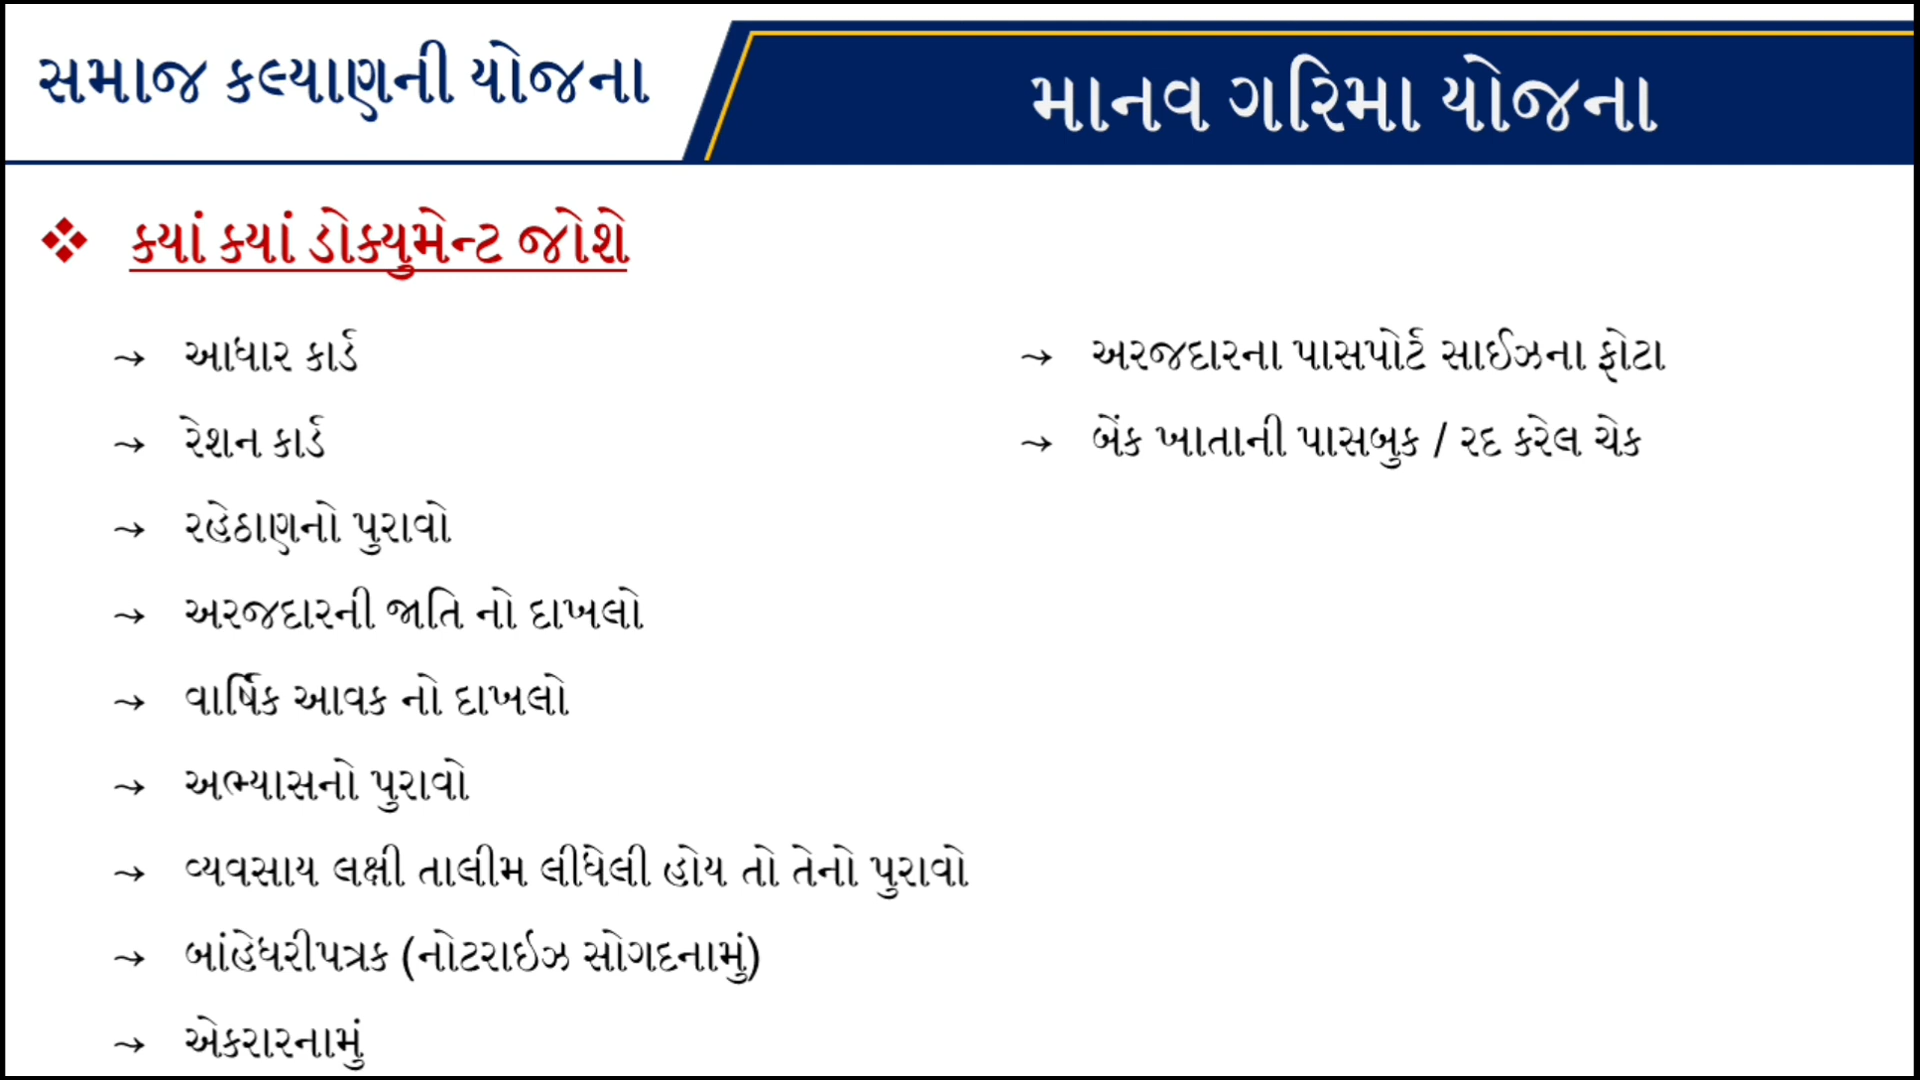 સમાજ કલ્યાણની યોજના
માનવ ગરિમા યોજના
❖ ક્યાં ક્યાં ડોક્યુમેન્ટ જોશે
→ આધાર કાર્ડ
→ રેશન કાર્ડ
→ રહેઠાણનો પુરાવો
→ અરજદારની જાતિ નો દાખલો
→ વાર્ષિક આવક નો દાખલો
→ અભ્યાસનો પુરાવો
→ વ્યવસાય લક્ષી તાલીમ લીધેલી હોય તો તેનો પુરાવો
→ બાંહેધરીપત્રક (નોટરાઇઝ સોગદનામું)
→ એકરારનામું
→ અરજદારના પાસપોર્ટ સાઈઝના ફોટા
→ બેંક ખાતાની પાસબુક / રદ કરેલ ચેક